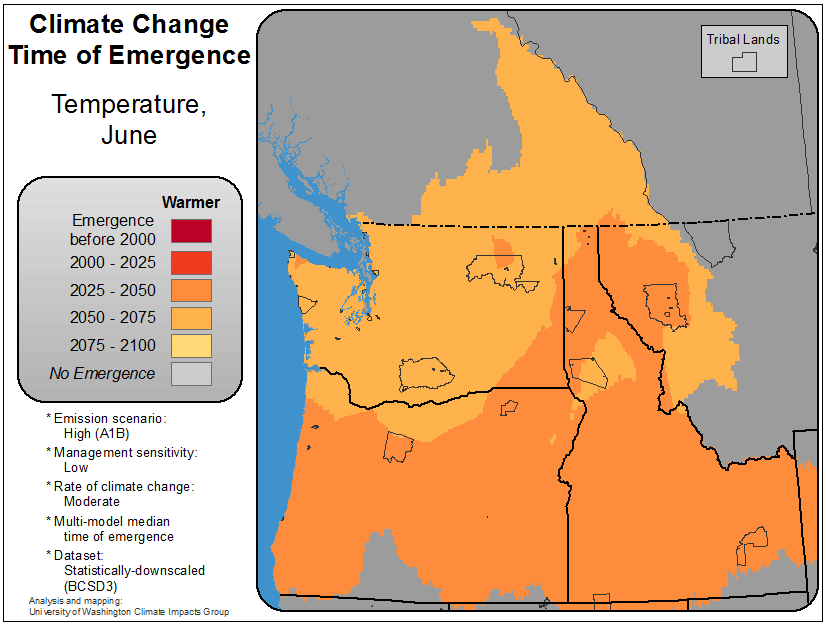 Climate Change
Time of Emergence
Temperature,
June
Warmer
Emergence
before 2000
2000 - 2025
2025 - 2050
2050 - 2075
2075 - 2100
No Emergence
* Emission scenario:
High (A1B)
* Management sensitivity:
Low
* Rate of climate change:
Moderate
* Multi-model median
time of emergence
* Dataset:
Statistically-downscaled
(BCSD3)
Analysis and mapping:
University of Washington Climate Impacts Group
Tribal Lands